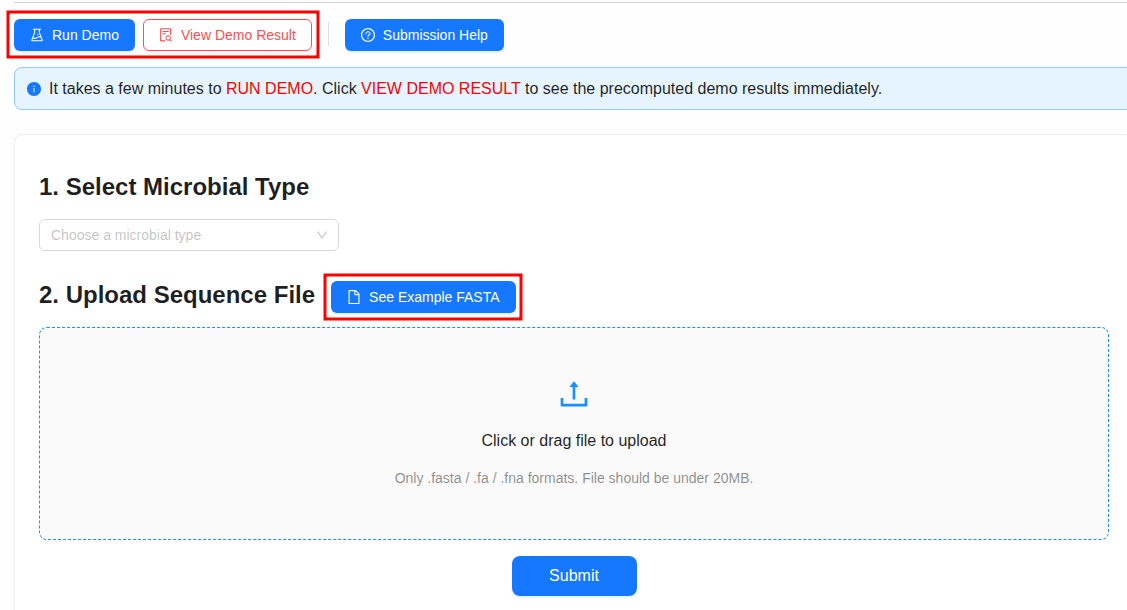 Run Demo View Demo Result Submission Help
It takes a few minutes to RUN DEMO. Click VIEW DEMO RESULT to see the precomputed demo results immediately.
1. Select Microbial Type
Choose a microbial type
2. Upload Sequence File See Example FASTA
Click or drag file to upload
Only .fasta / .fa / .fna formats. File should be under 20MB.
Submit